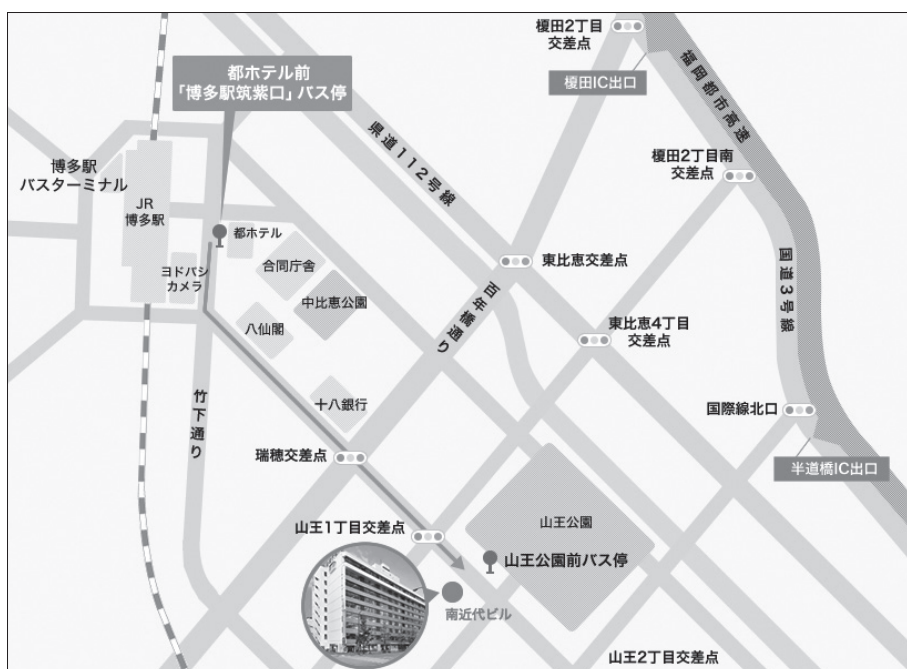 榎田2丁目
交差点
都ホテル前
「博多駅筑紫口」バス停
榎田IC出口
福岡都市高速
県道112号線
榎田2丁目南
交差点
博多駅
バスターミナル
JR
博多駅
都ホテル
合同庁舎
ヨドバシ
カメラ
中比恵公園
東比恵交差点
国道3号線
百年橋通り
八仙閣
東比恵4丁目
交差点
竹下通り
十八銀行
国際線北口
瑞穂交差点
半道橋IC出口
山王1丁目交差点
山王公園
山王公園前バス停
南近代ビル
山王2丁目交差点